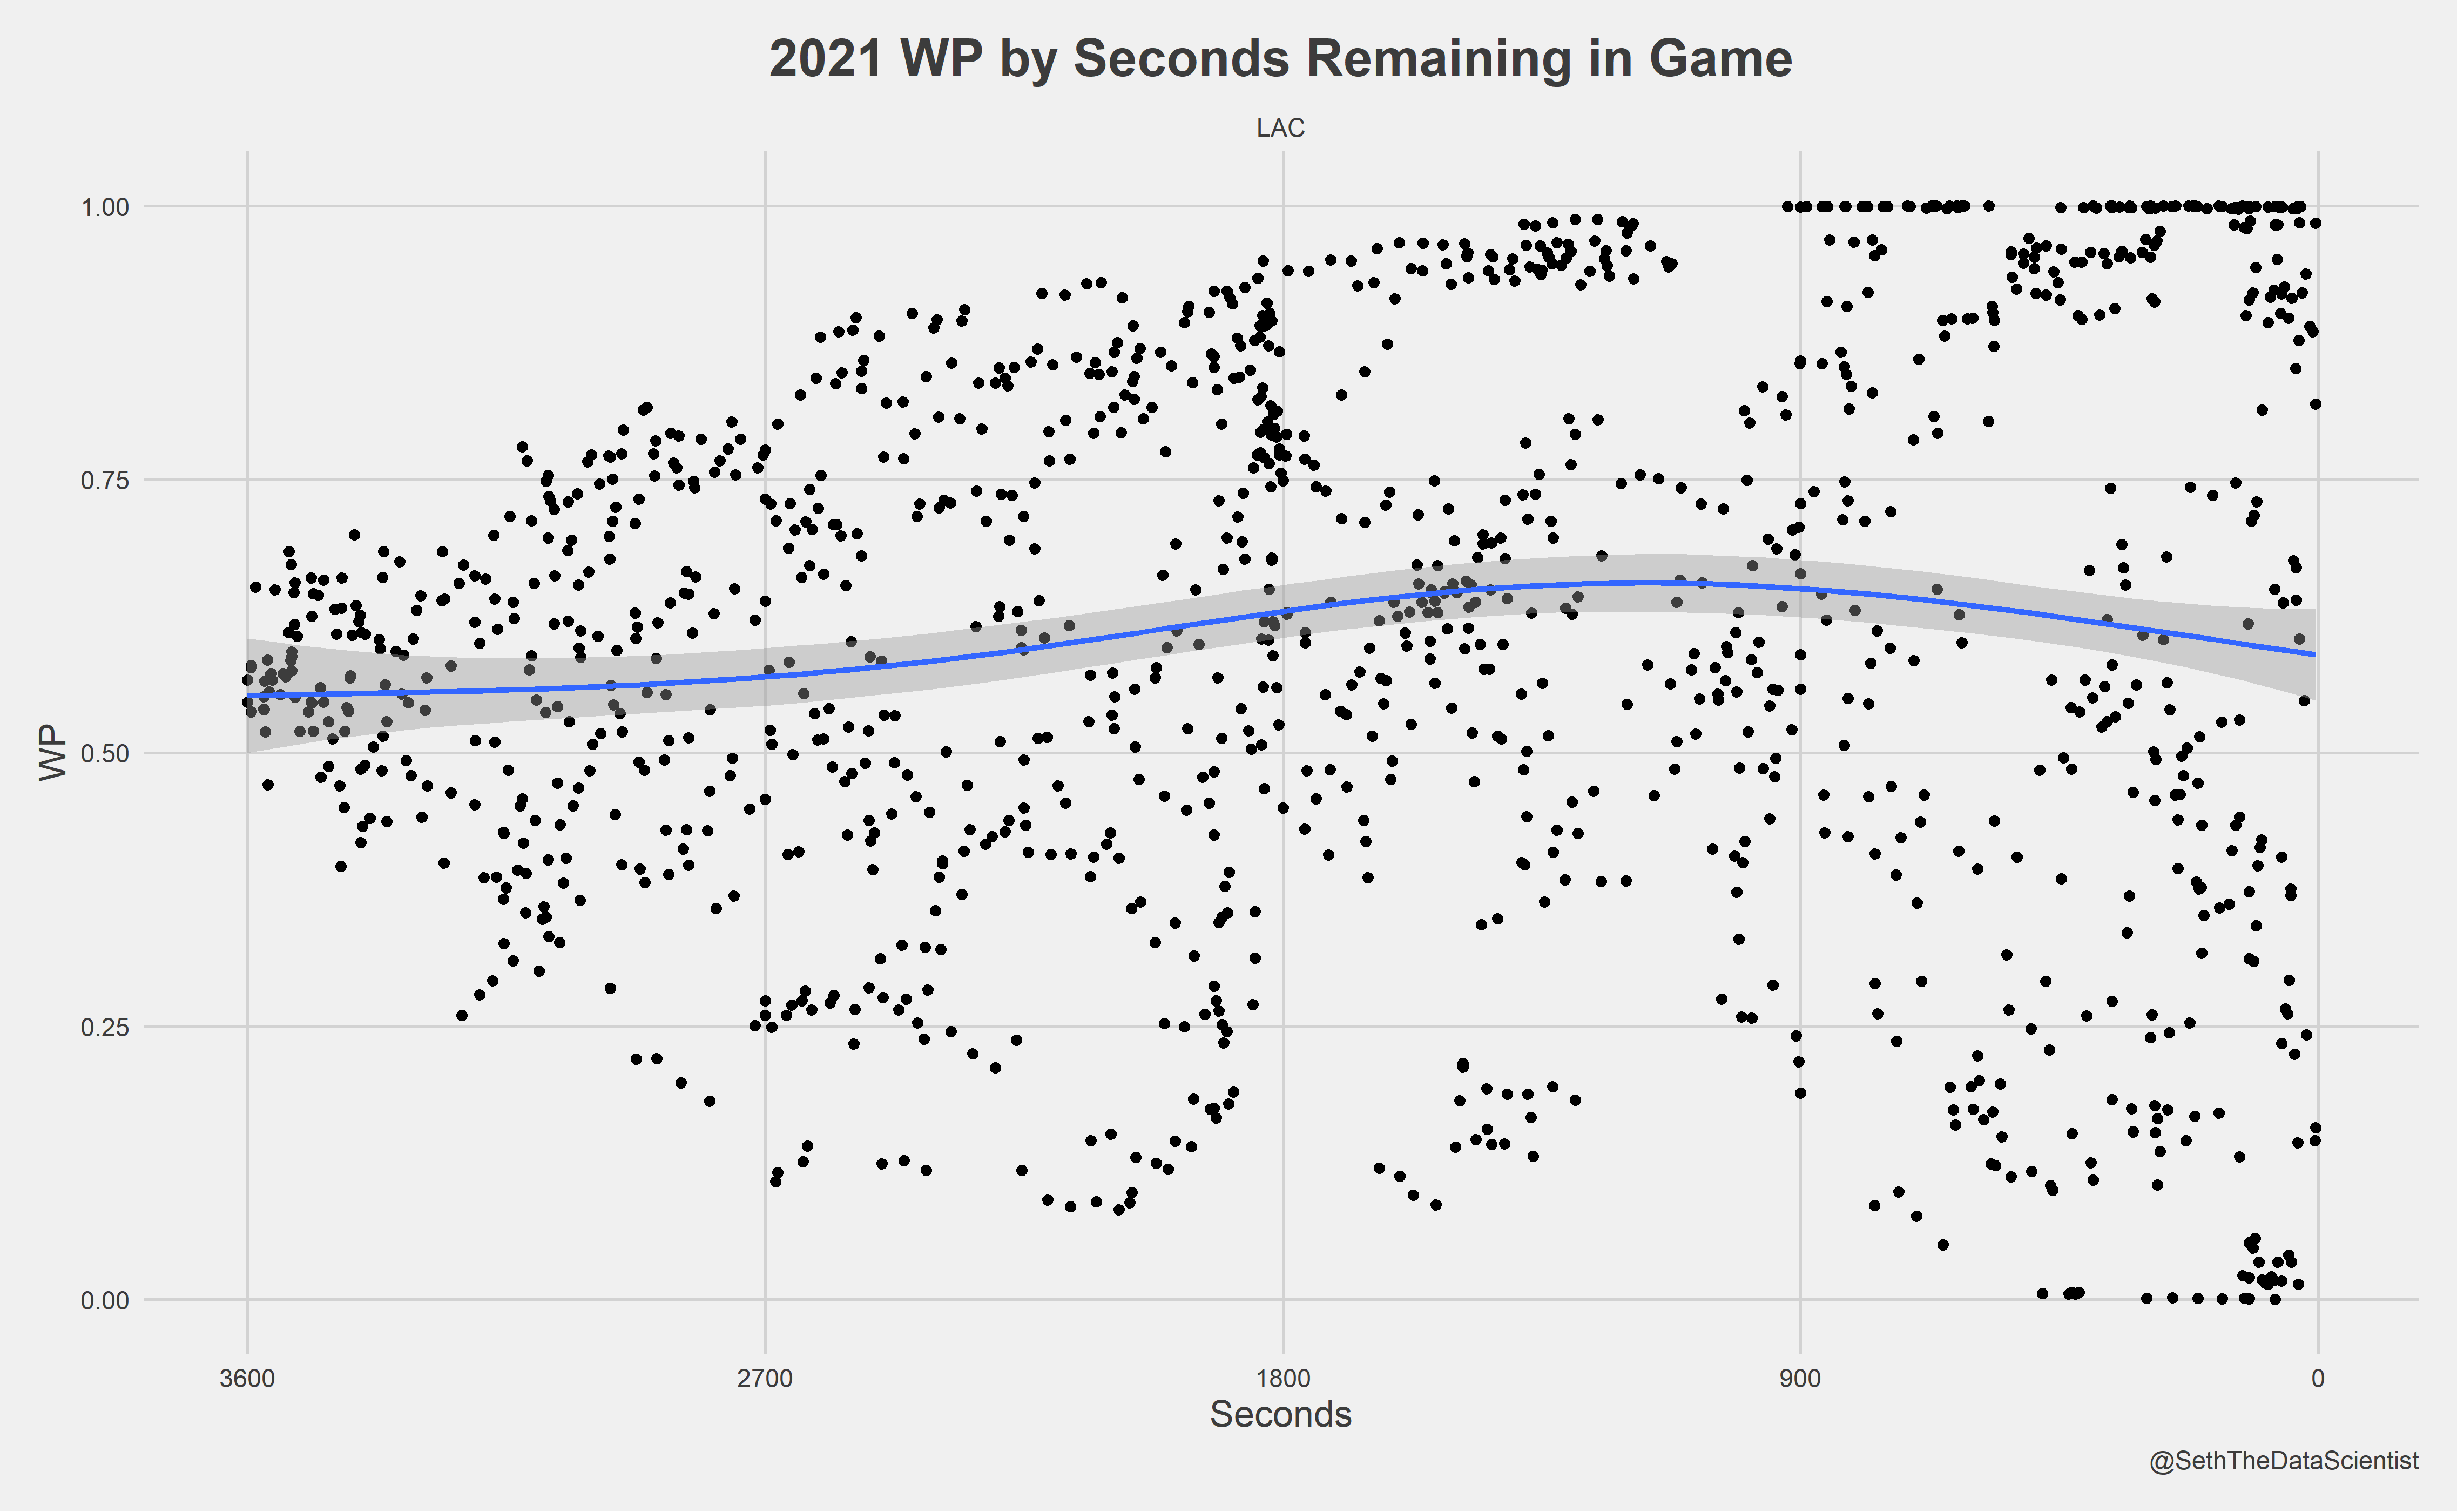 2021 WP by Seconds Remaining in Game
LAC
1.00
0.75
0.50
0.25
0.00
WP
3600 2700 1800 900 0
Seconds
@SethTheDataScientist